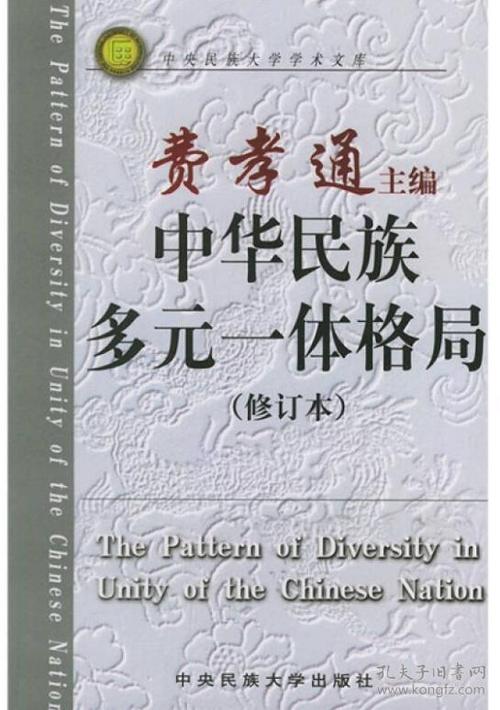 The Pattern of Diversity in Unity of the Chinese Nation
中央民族大学学术文库
费孝通主编
中华民族
多元一体格局
（修订本）
The Pattern of Diversity in
Unity of the Chinese Nation
中央民族大学出版社
孔夫子旧书网
www.kongfz.com